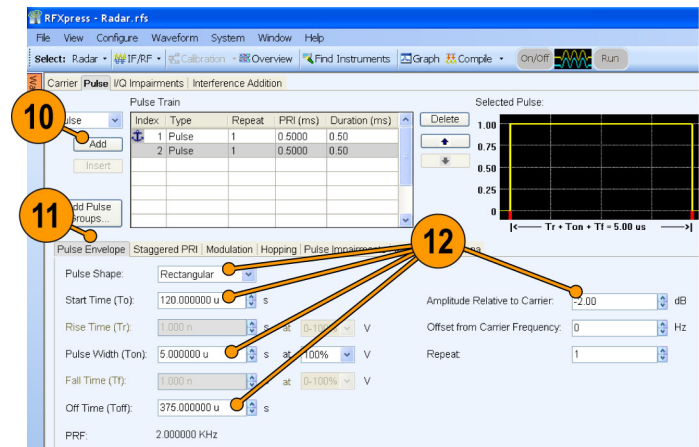 RFXpress - Radar.rfs
File View Configure Waveform System Window Help
Select: Radar IF/RF Calibration Overview Find Instruments Graph Compile On/Off Run
Carrier Pulse I/Q Impairments Interference Addition
Pulse Train
Selected Pulse:
10
Index Type Repeat PRI (ms) Duration (ms)
1 Pulse 1 0.5000 0.50
2 Pulse 1 0.5000 0.50
Add
Insert
Groups...
Delete
1.00
0.75
0.50
0.25
0
|<—— Tr + Ton + Tf = 5.00 us ——>|
11
12
Pulse Envelope Staggered PRI Modulation Hopping Pulse
Pulse Shape: Rectangular
Start Time (To): 120.000000 u s
Rise Time (Tr): 1.000 n s at 0-100% V
Pulse Width (Ton): 5.000000 u s at 100% V
Fall Time (Tf): 1.000 n s at 0-100% V
Off Time (Toff): 375.000000 u s
PRF: 2.000000 KHz
Amplitude Relative to Carrier: -2.00 dB
Offset from Carrier Frequency: 0 Hz
Repeat: 1